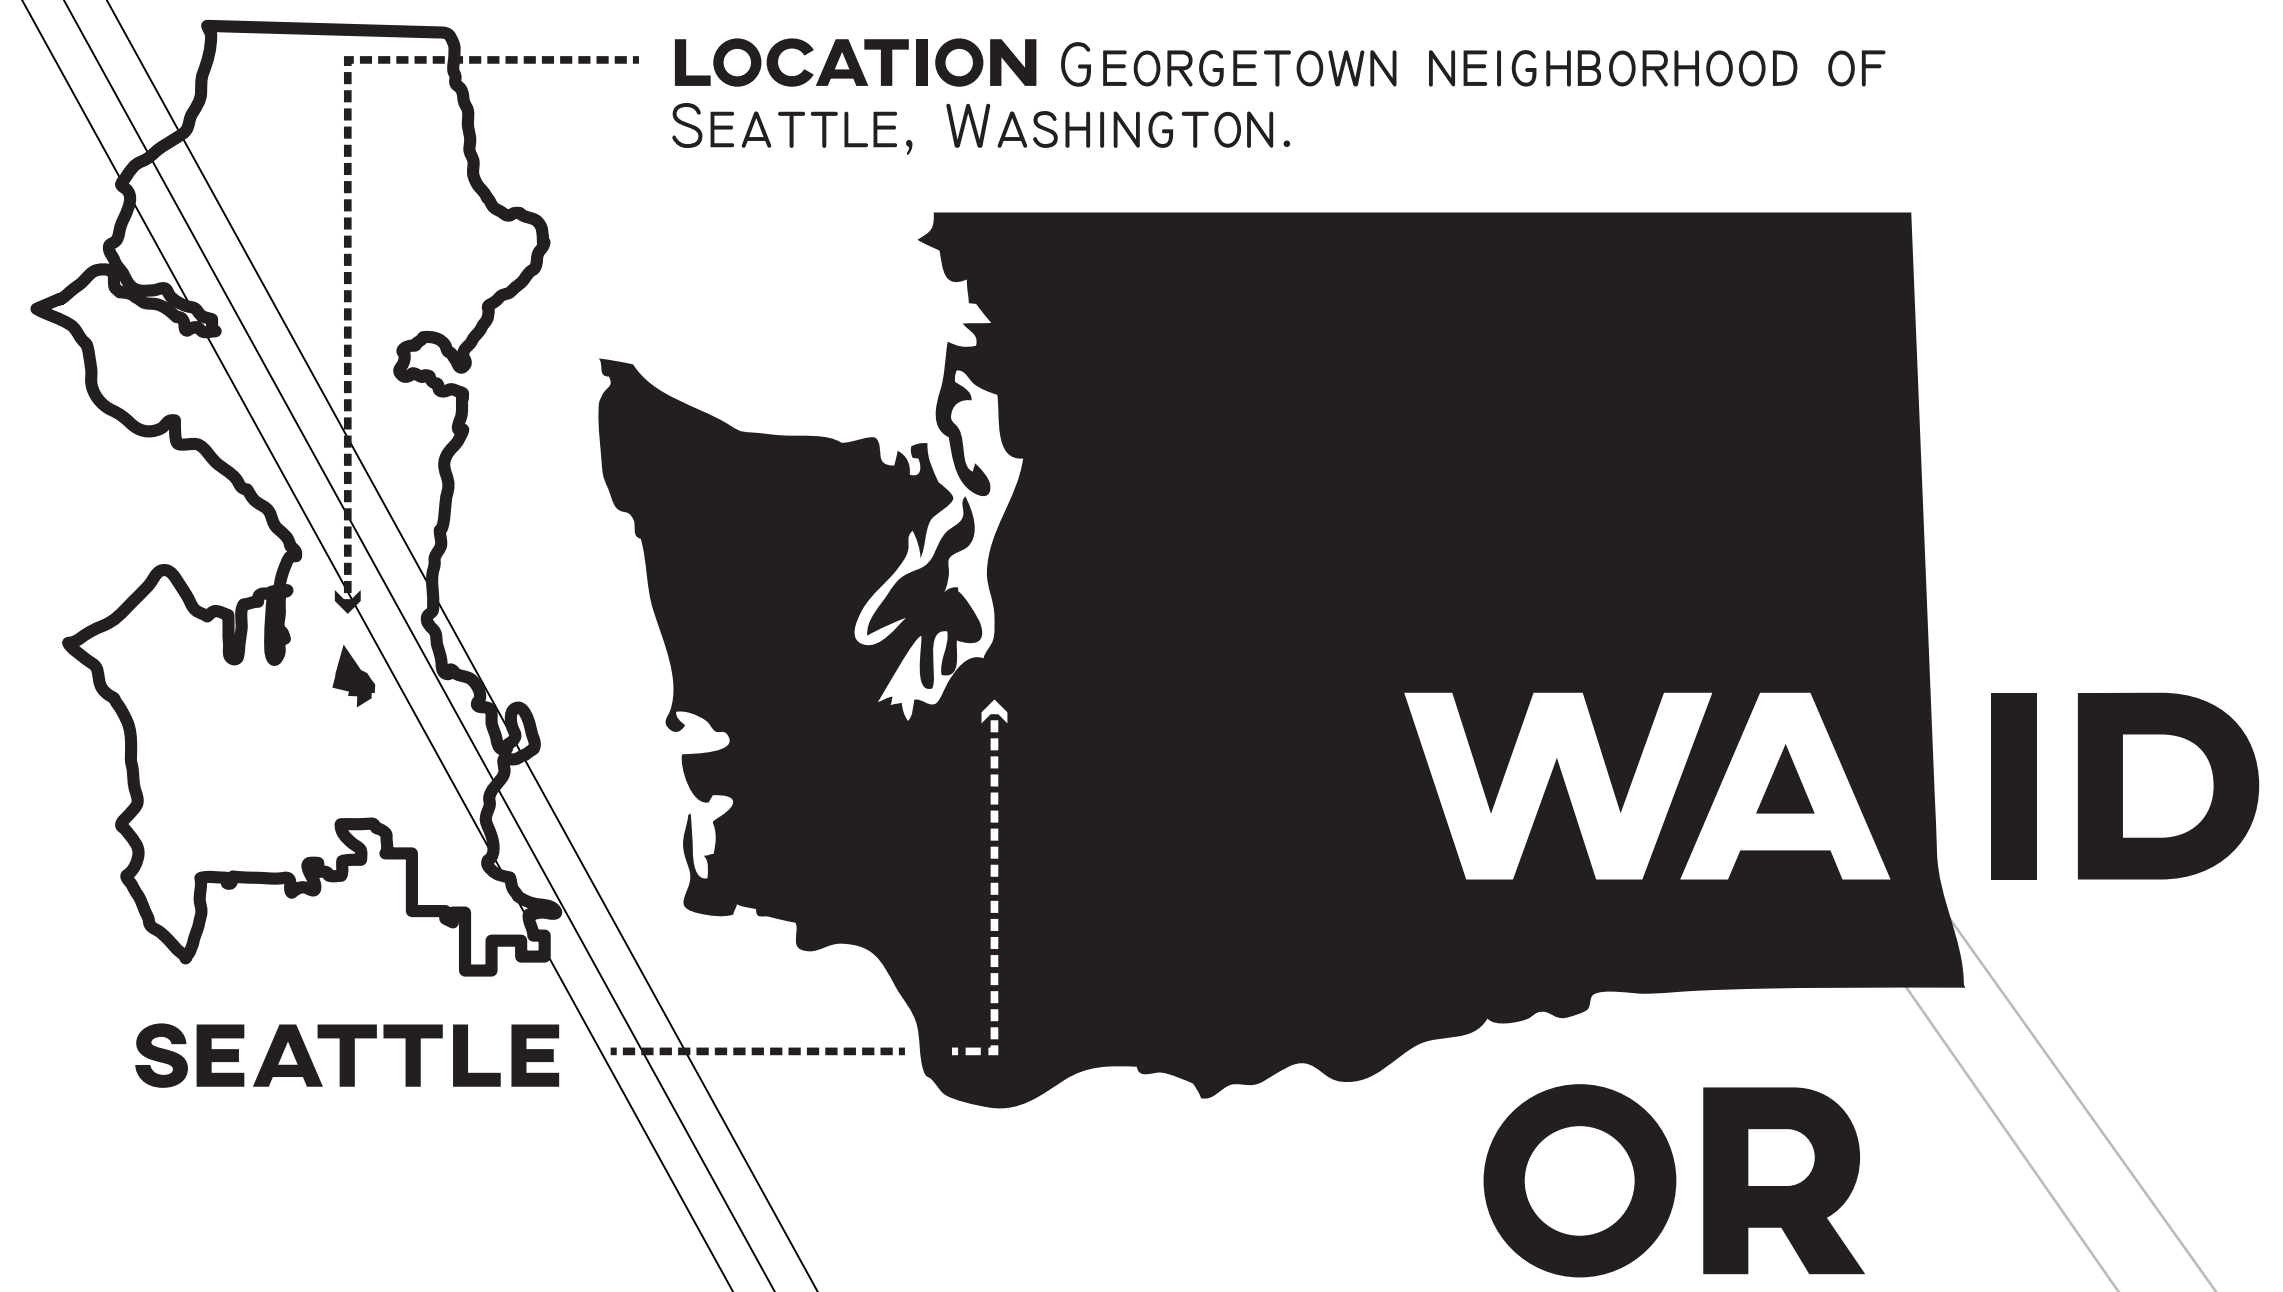 LOCATION GEORGETOWN NEIGHBORHOOD OF
SEATTLE, WASHINGTON.
WA ID
SEATTLE
OR